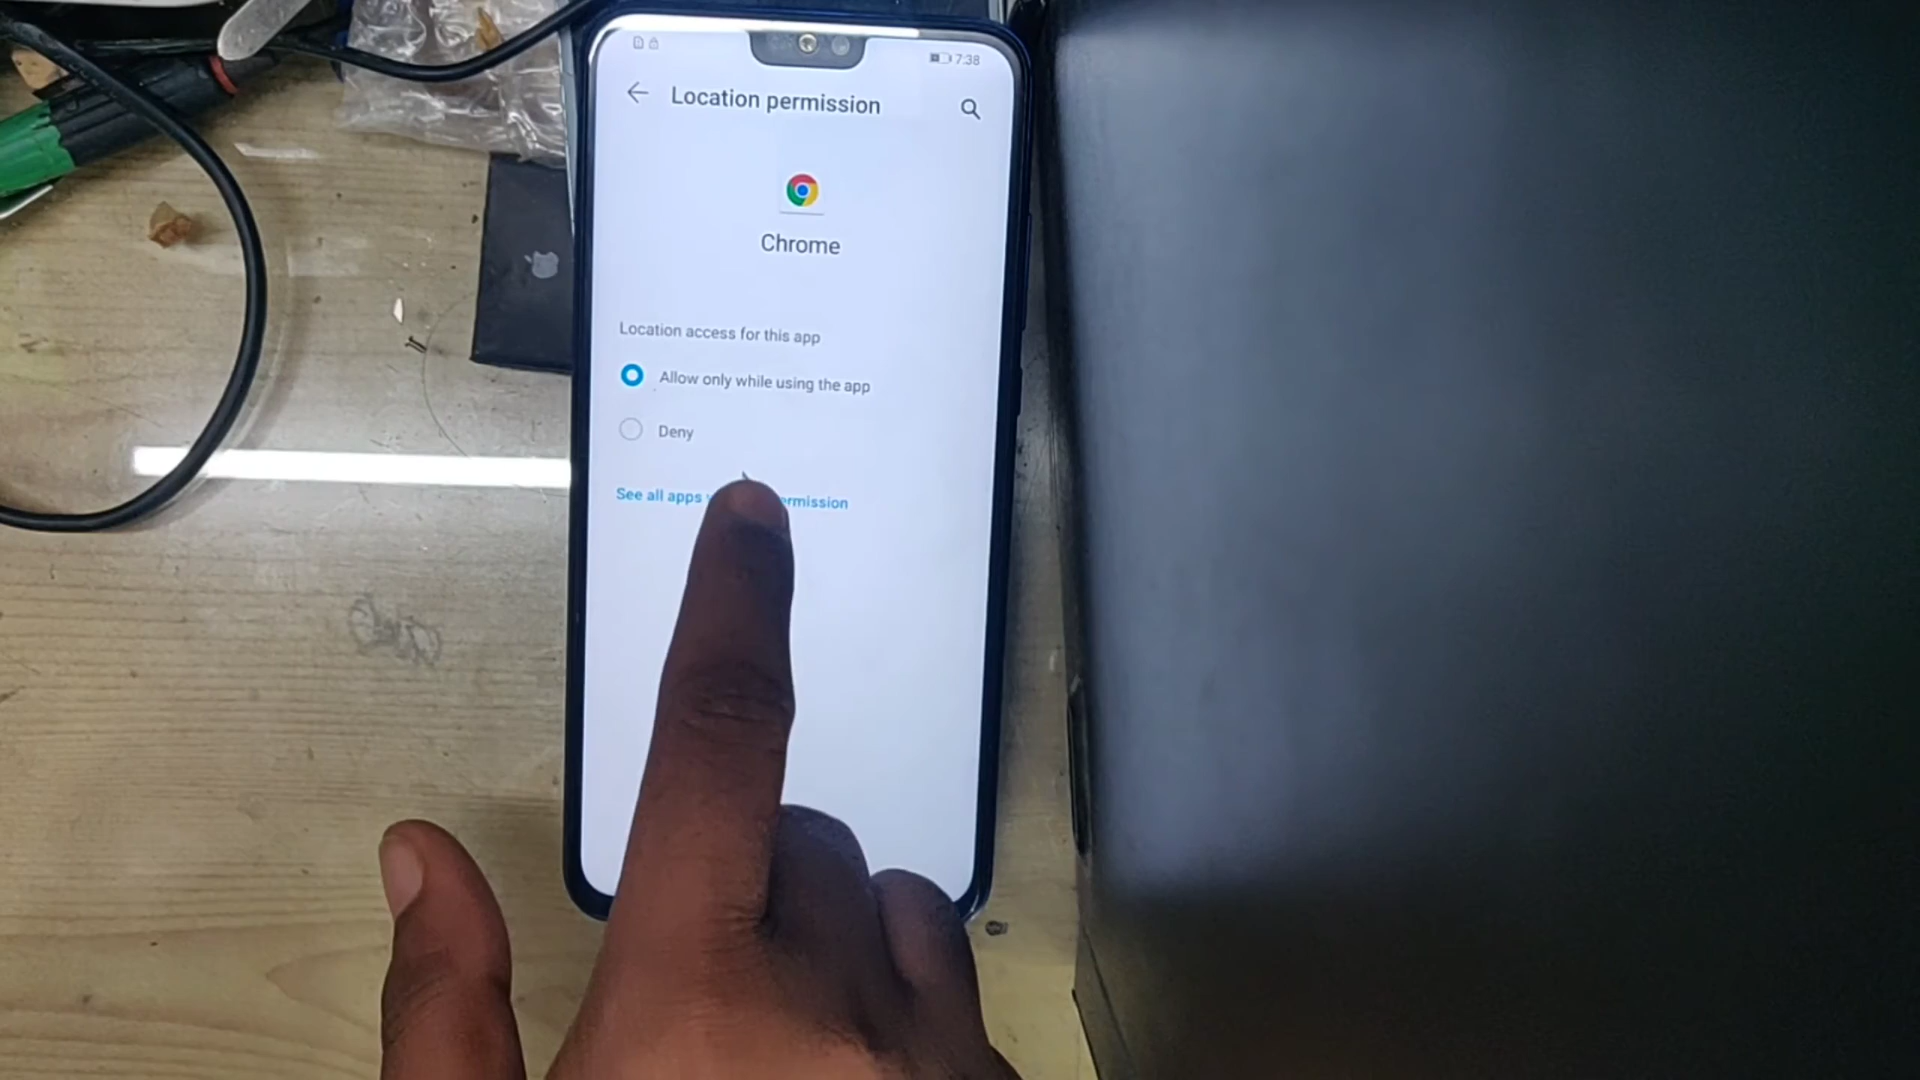 7:38
Location permission
Chrome
Location access for this app
Allow only while using the app
Deny
See all apps ermission